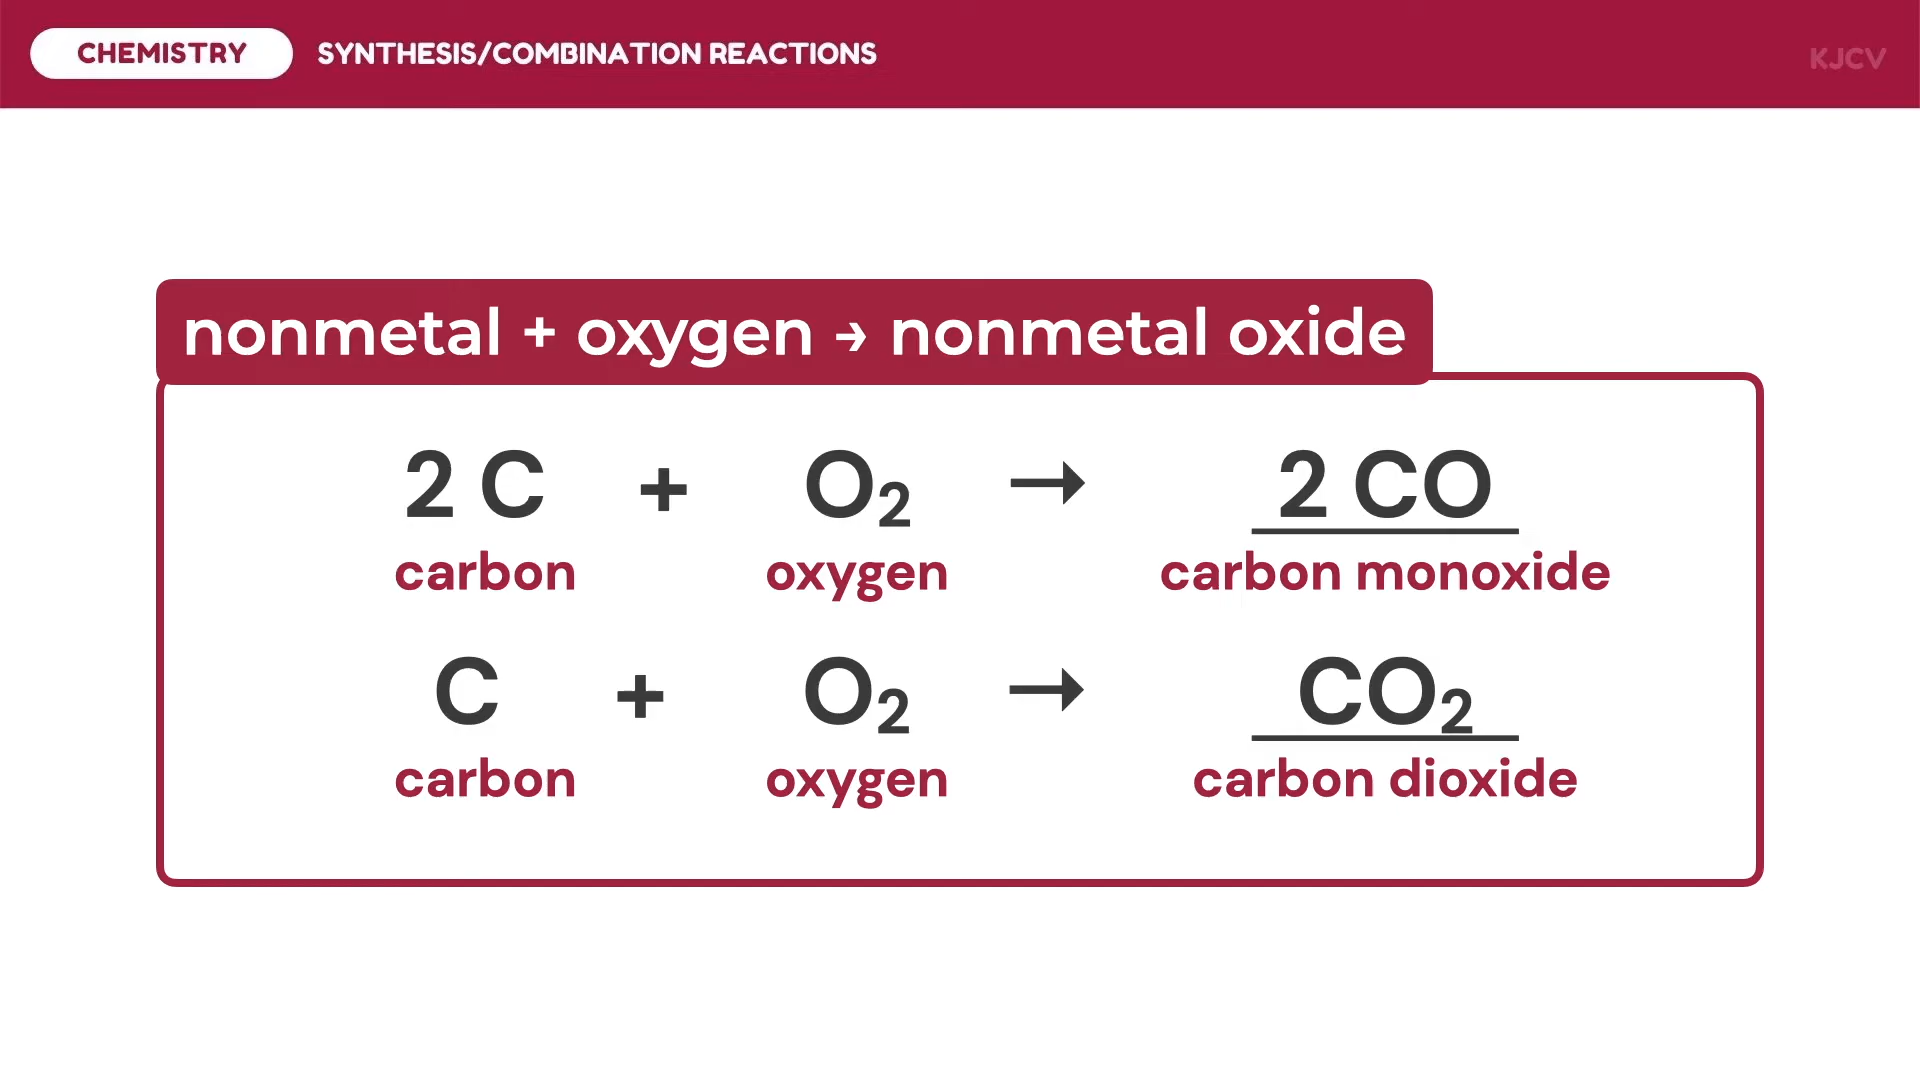 CHEMISTRY SYNTHESIS/COMBINATION REACTIONS KJCV
nonmetal + oxygen → nonmetal oxide
2 C + O₂ → 2 CO
carbon oxygen carbon monoxide
C + O₂ → CO₂
carbon oxygen carbon dioxide